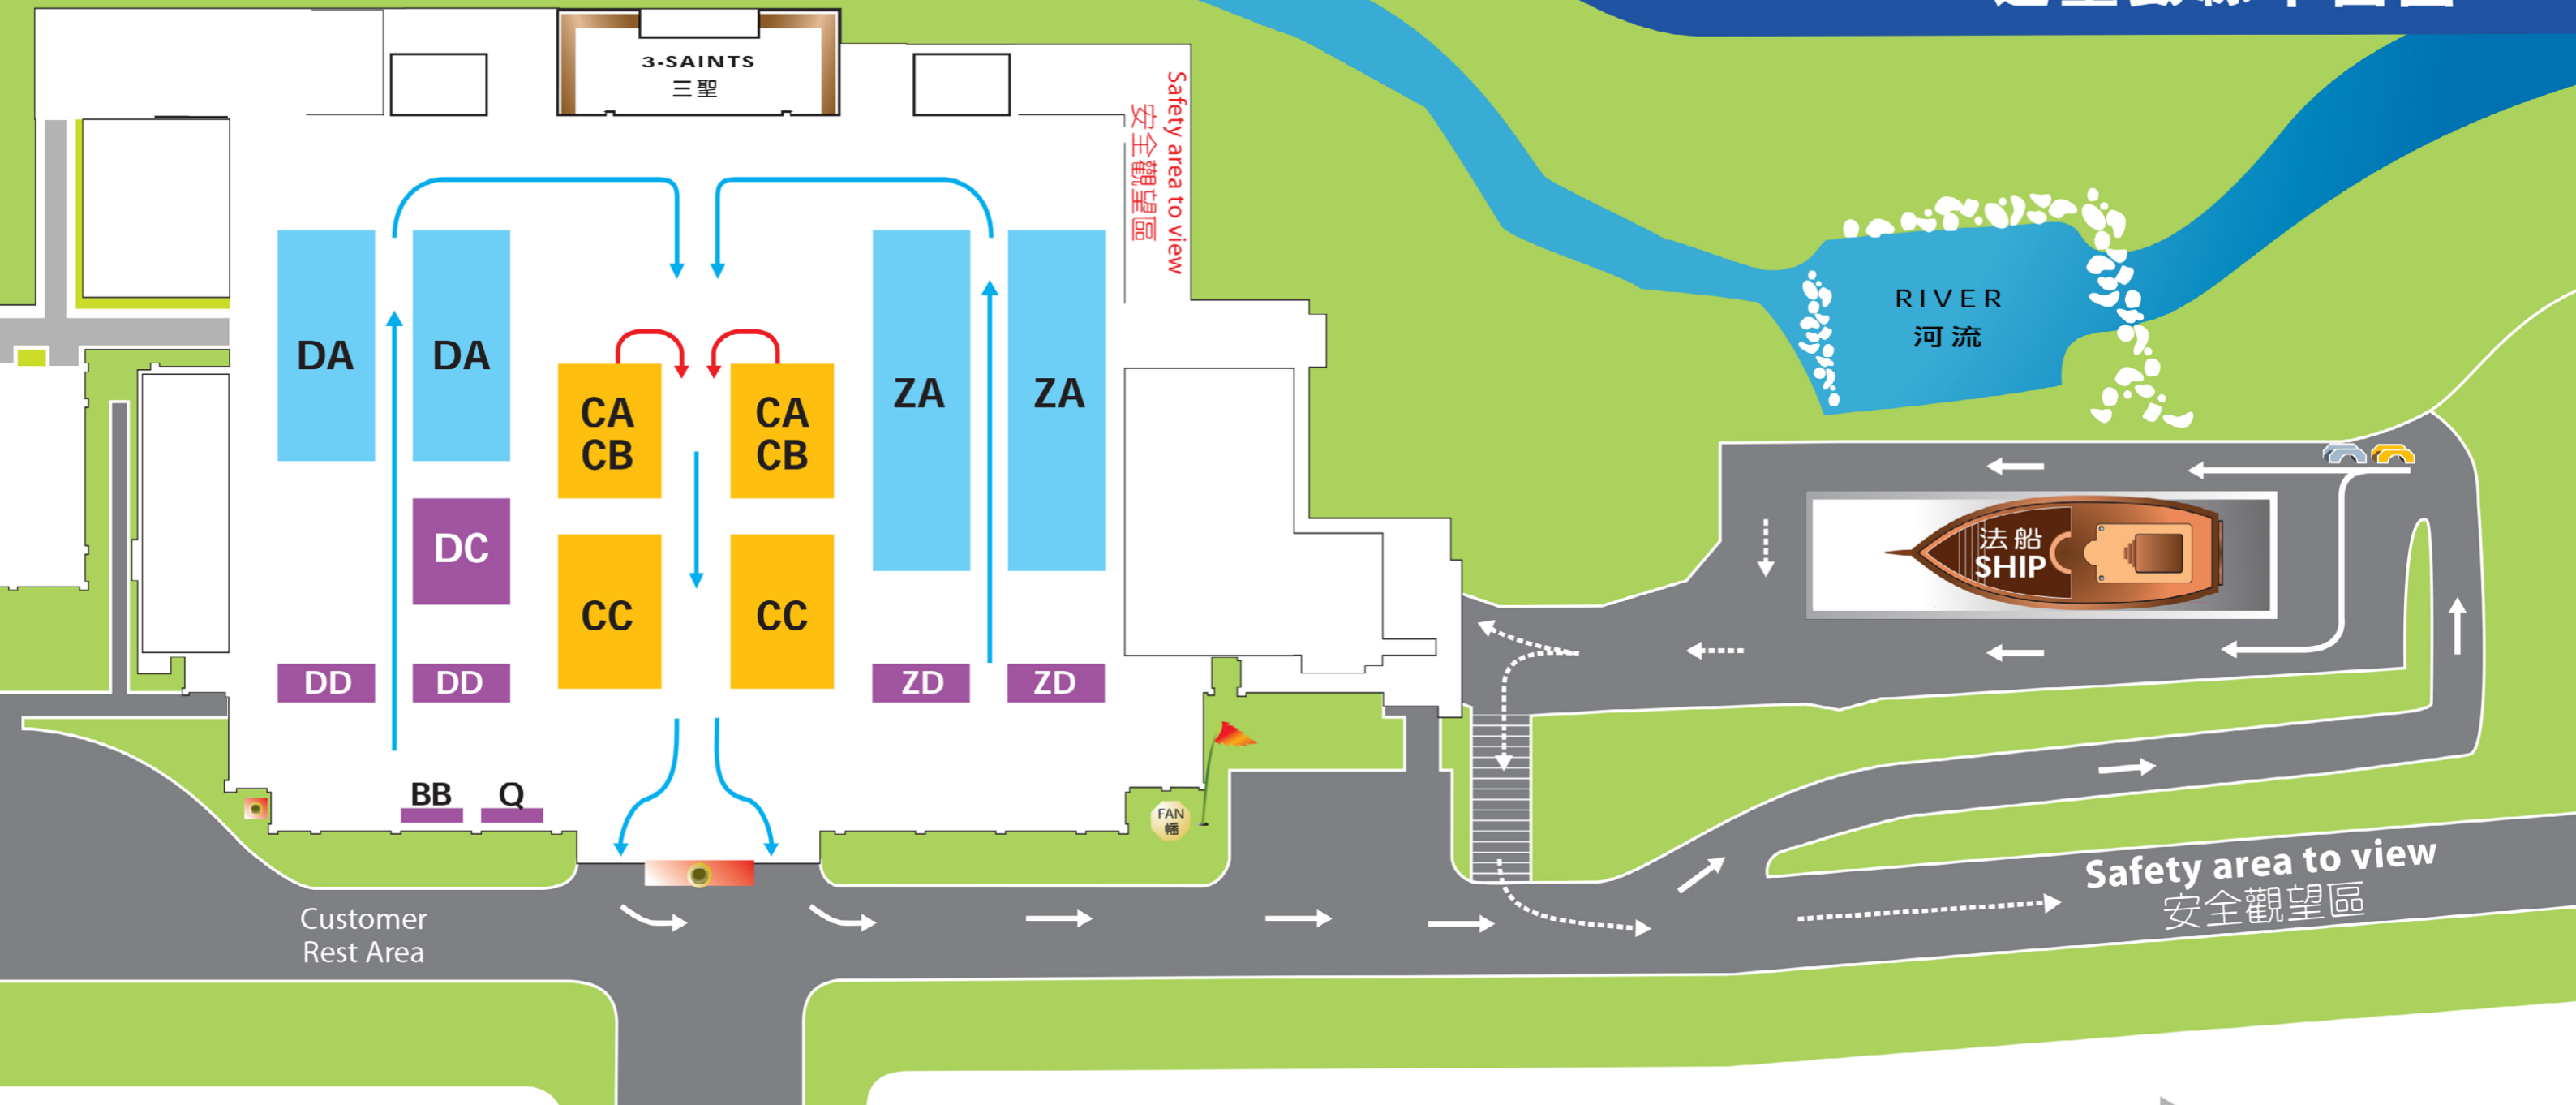 3-SAINTS
三聖
Safety area to view
安全觀望區
DA
DA
ZA
ZA
CA
CB
CA
CB
DC
CC
CC
DD
DD
ZD
ZD
BB
Q
FAN
幡
Customer
Rest Area
RIVER
河流
法船
SHIP
Safety area to view
安全觀望區